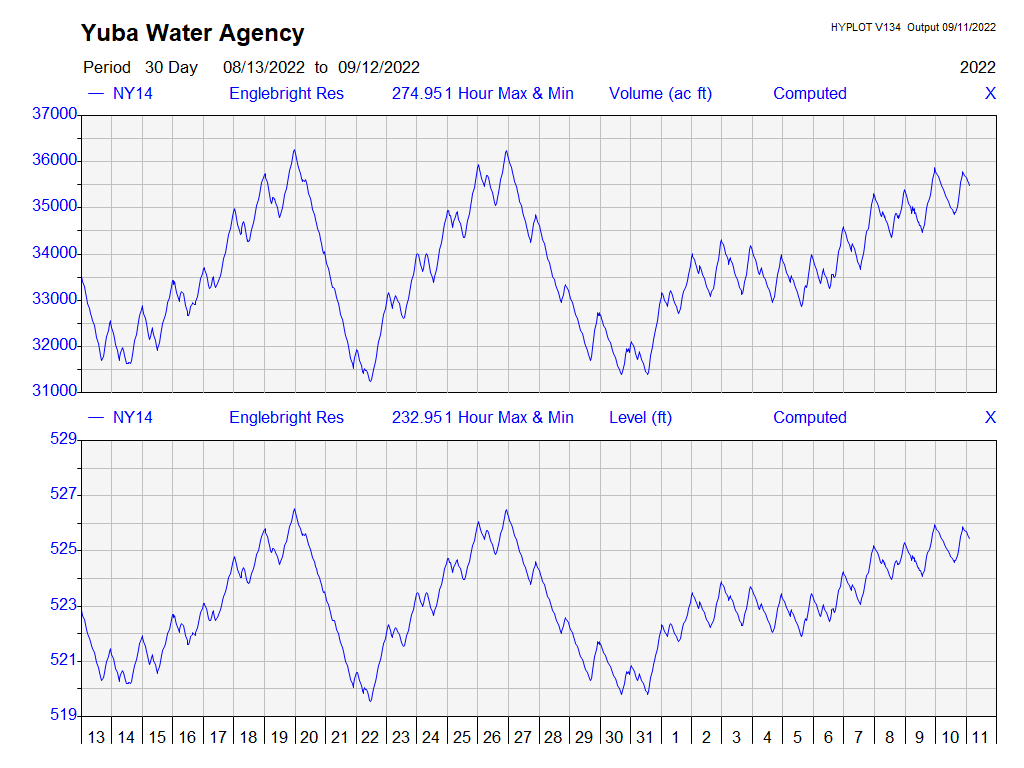 Yuba Water Agency
HYPLOT V134 Output 09/11/2022
Period 30 Day 08/13/2022 to 09/12/2022 2022
— NY14 Englebright Res 274.951 Hour Max & Min Volume (ac ft) Computed X
37000
36000
35000
34000
33000
32000
31000
— NY14 Englebright Res 232.951 Hour Max & Min Level (ft) Computed X
529
527
525
523
521
519
13 14 15 16 17 18 19 20 21 22 23 24 25 26 27 28 29 30 31 1 2 3 4 5 6 7 8 9 10 11